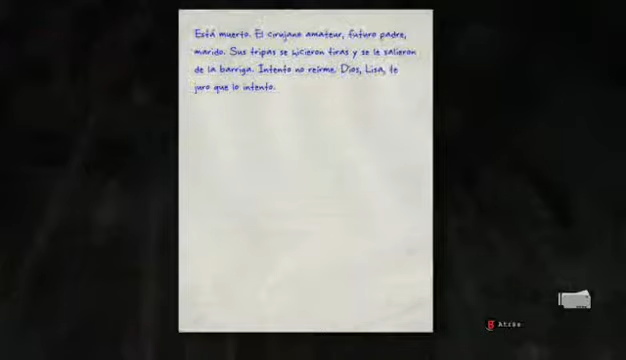 Está muerto. El cirujano amateur, futuro padre,
marido. Sus tripas se hicieron tiras y se le salieron
de la barriga. Intento no reírme. Dios, Lisa, te
juro que lo intento.
Atrás